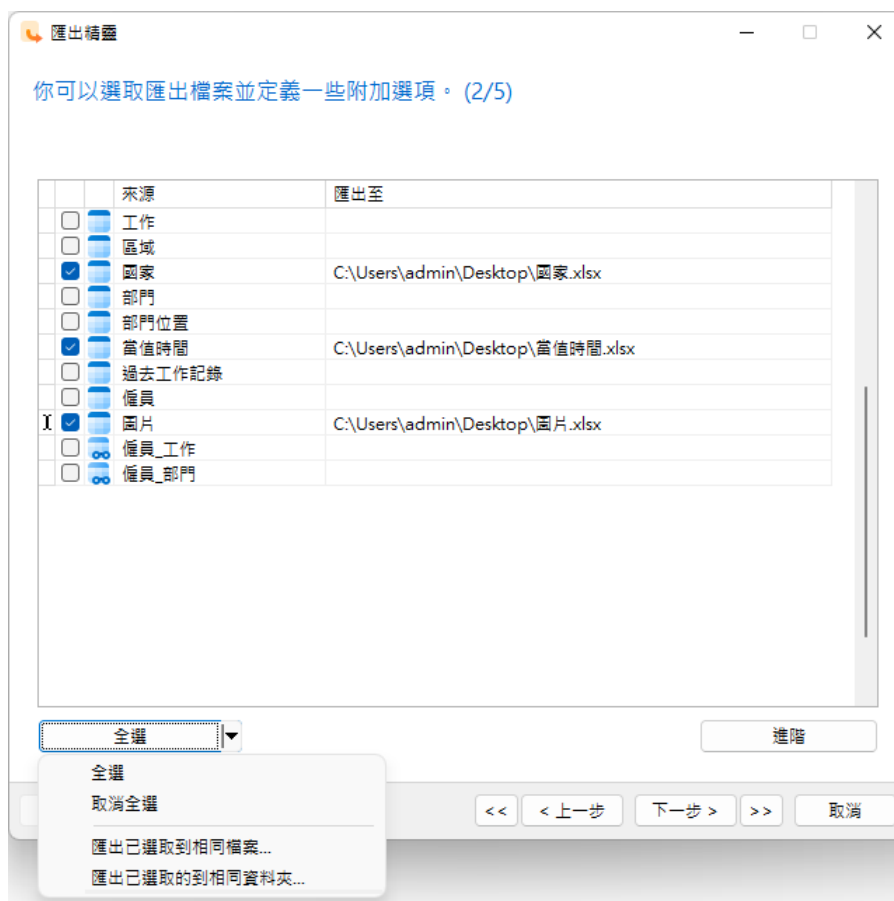 匯出精靈
你可以選取匯出檔案並定義一些附加選項。 (2/5)
來源 匯出至
工作
區域
國家 C:\Users\admin\Desktop\國家.xlsx
部門
部門位置
當值時間 C:\Users\admin\Desktop\當值時間.xlsx
過去工作記錄
僱員
圖片 C:\Users\admin\Desktop\圖片.xlsx
僱員_工作
僱員_部門
全選 進階
全選
取消全選
<< < 上一步 下一步 > >> 取消
匯出已選取到相同檔案...
匯出已選取的到相同資料夾...